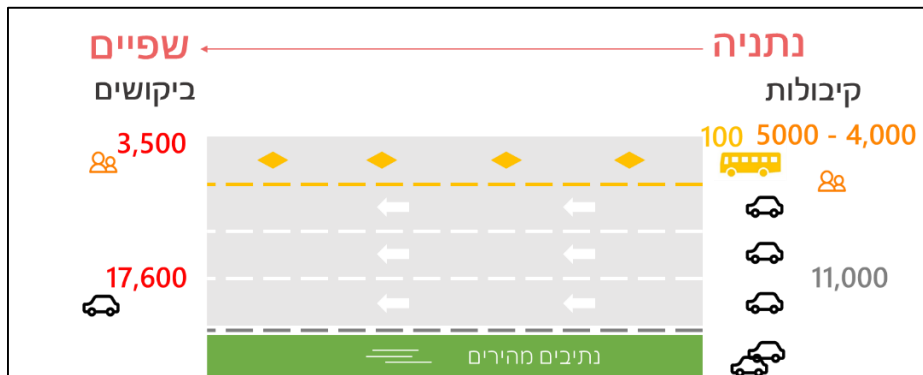 נתניה שפיים
קיבולות ביקושים
100 5000 - 4,000 3,500
11,000 17,600
נתיבים מהירים